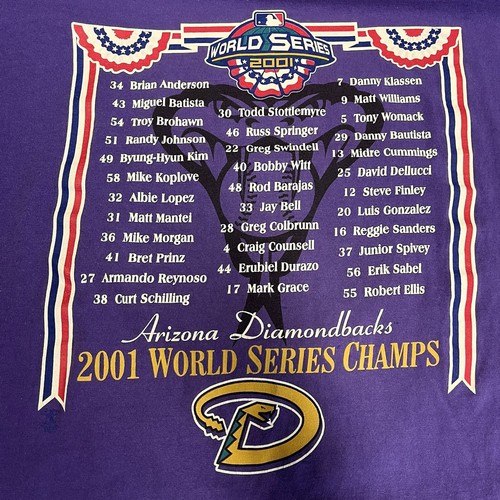 WORLD SERIES
2001
34 Brian Anderson
43 Miguel Batista
54 Troy Brohawn
51 Randy Johnson
49 Byung-Hyun Kim
58 Mike Koplove
32 Albie Lopez
31 Matt Mantei
36 Mike Morgan
41 Bret Prinz
27 Armando Reynoso
38 Curt Schilling
30 Todd Stottlemyre
46 Russ Springer
22 Greg Swindell
40 Bobby Witt
48 Rod Barajas
33 Jay Bell
28 Greg Colbrunn
4 Craig Counsell
44 Erubiel Durazo
17 Mark Grace
7 Danny Klassen
9 Matt Williams
5 Tony Womack
29 Danny Bautista
13 Midre Cummings
25 David Dellucci
12 Steve Finley
20 Luis Gonzalez
16 Reggie Sanders
37 Junior Spivey
56 Erik Sabel
55 Robert Ellis
Arizona Diamondbacks
2001 WORLD SERIES CHAMPS
D